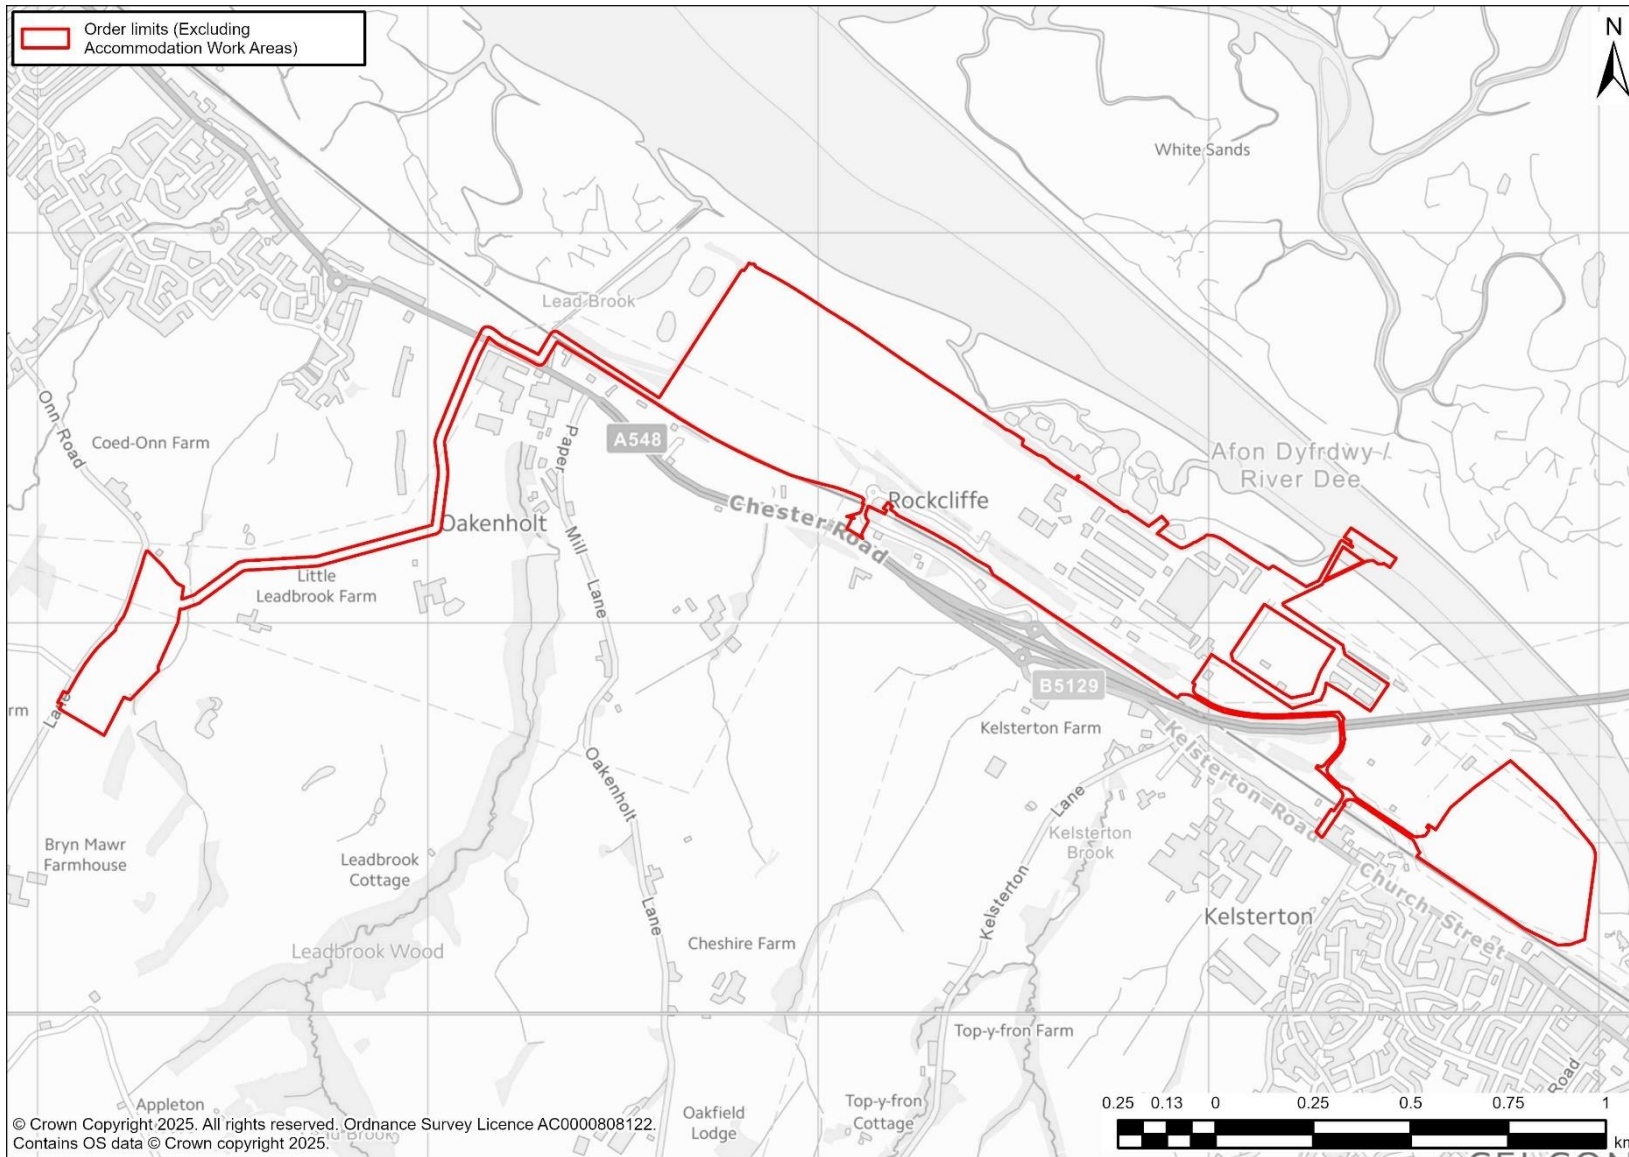 Order limits (Excluding
Accommodation Work Areas)
N
White Sands
Lead Brook
Onn Road
Coed-Onn Farm
A548
Paper
Mill
Lane
Chester Road
Rockcliffe
Afon Dyfrdwy /
River Dee
Oakenholt
Little
Leadbrook Farm
B5129
Lane
rm
Kelsterton Farm
Kelsterton Road
Oakenholt
Lane
Lane
Kelsterton
Brook
Bryn Mawr
Farmhouse
Leadbrook
Cottage
Kelsterton
Church Street
Kelsterton
Leadbrook Wood
Cheshire Farm
Top-y-fron Farm
Road
Appleton
Oakfield
Lodge
Top-y-fron
Cottage
0.25 0.13 0 0.25 0.5 0.75 1
km
© Crown Copyright 2025. All rights reserved. Ordnance Survey Licence AC0000808122.
Contains OS data © Crown copyright 2025.